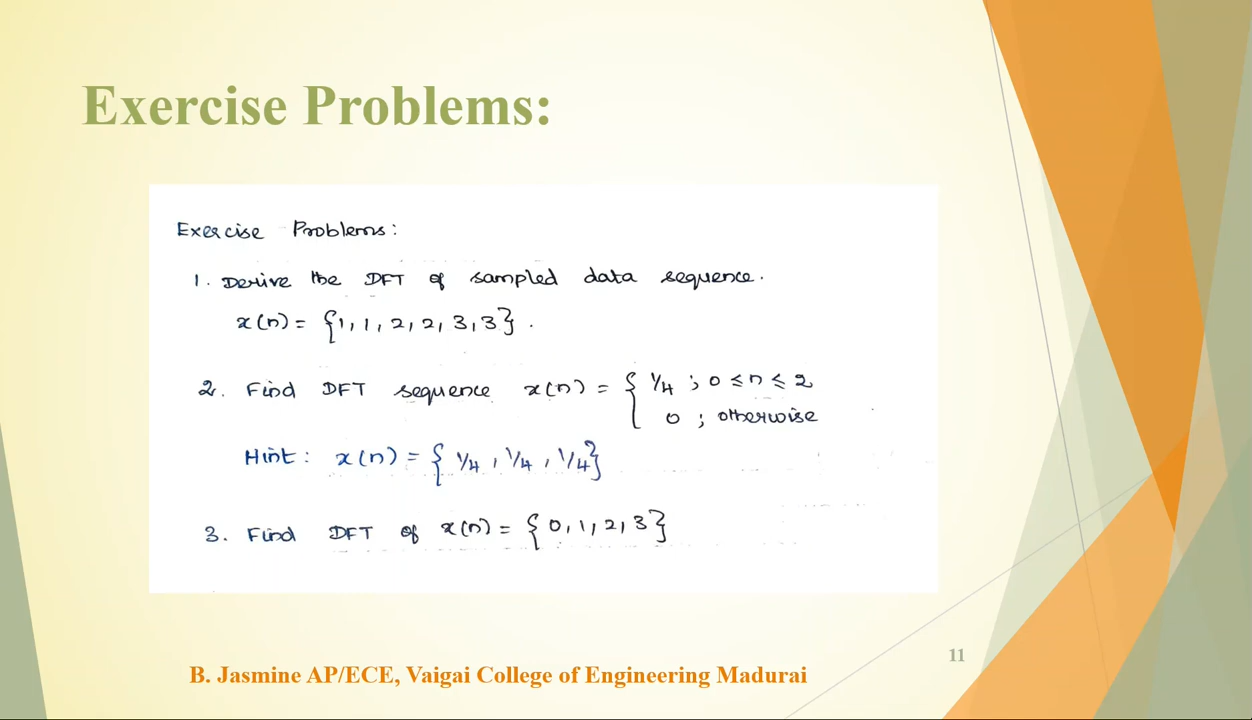 Exercise Problems:
Exercise Problems:
1. Derive the DFT of sampled data sequence.
x(n) = {1, 1, 2, 2, 3, 3}.
2. Find DFT sequence x(n) = { 1/4 ; 0 ≤ n ≤ 2
0 ; otherwise
Hint: x(n) = { 1/4, 1/4, 1/4}
3. Find DFT of x(n) = {0, 1, 2, 3}
11
B. Jasmine AP/ECE, Vaigai College of Engineering Madurai